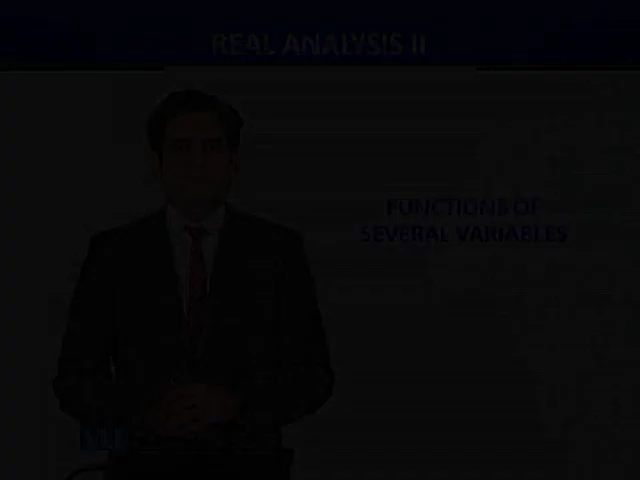 REAL ANALYSIS II
FUNCTIONS OF
SEVERAL VARIABLES